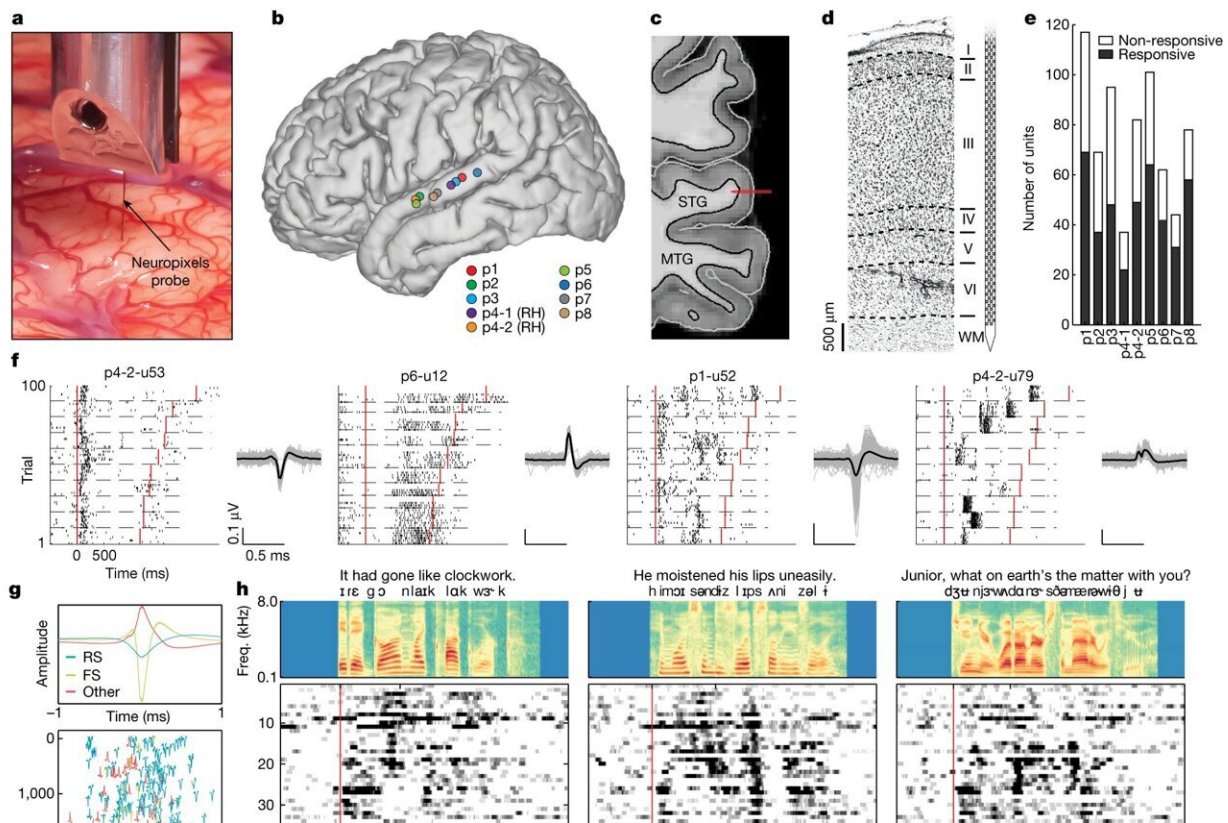 a
Neuropixels
probe
b
p1
p2
p3
p4-1 (RH)
p4-2 (RH)
p5
p6
p7
p8
c
STG
MTG
d
I
II
III
IV
V
VI
WM
500 µm
e
Number of units
120
100
80
60
40
20
0
Non-responsive
Responsive
p1
p2
p3
p4-1
p4-2
p5
p6
p7
p8
f
p4-2-u53
p6-u12
p1-u52
p4-2-u79
100
Trial
1
0 500
Time (ms)
0.1 µV
0.5 ms
g
Amplitude
RS
FS
Other
−1
1
Time (ms)
0
1,000
h
It had gone like clockwork.
He moistened his lips uneasily.
Junior, what on earth's the matter with you?
8.0
Freq. (kHz)
0.1
10
20
30